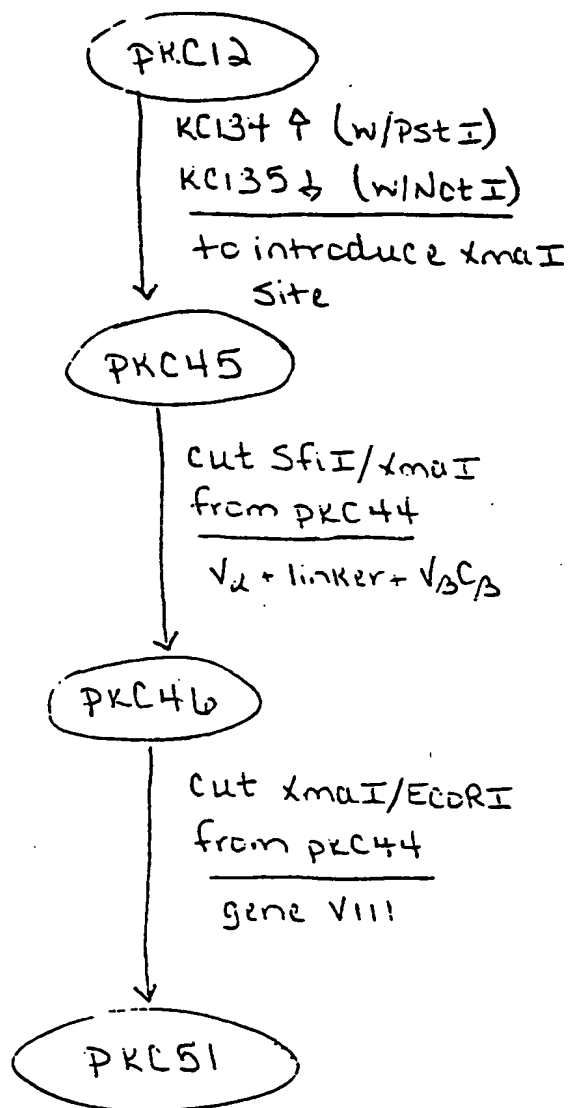 pKC12
KC134 ↑ (w/PstI)
KC135 ↓ (w/NotI)
to introduce XmaI
site
pKC45
cut SfiI/XmaI
from pKC44
Vα + linker + VβCβ
pKC46
cut XmaI/EcoRI
from pKC44
gene VIII
pKC51